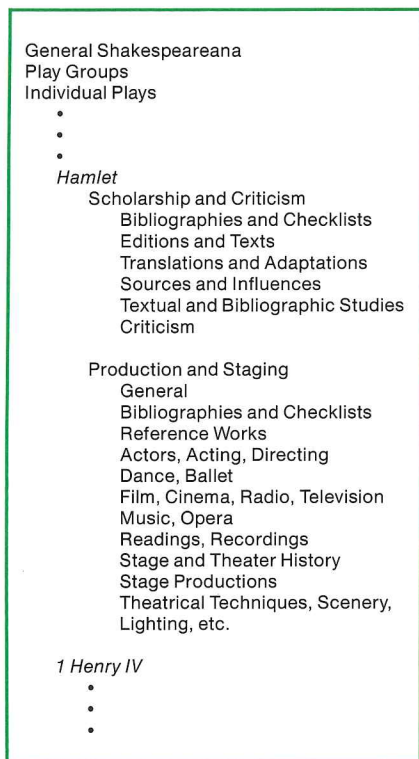 General Shakespeareana
Play Groups
Individual Plays
•
•
•
Hamlet
Scholarship and Criticism
Bibliographies and Checklists
Editions and Texts
Translations and Adaptations
Sources and Influences
Textual and Bibliographic Studies
Criticism
Production and Staging
General
Bibliographies and Checklists
Reference Works
Actors, Acting, Directing
Dance, Ballet
Film, Cinema, Radio, Television
Music, Opera
Readings, Recordings
Stage and Theater History
Stage Productions
Theatrical Techniques, Scenery,
Lighting, etc.
1 Henry IV
•
•
•